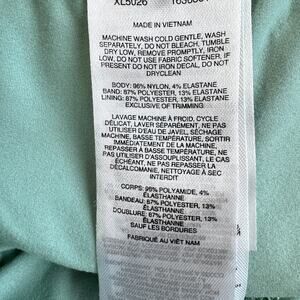 XL5026
MADE IN VIETNAM
MACHINE WASH COLD GENTLE, WASH
SEPARATELY, DO NOT BLEACH, TUMBLE
DRY LOW, REMOVE PROMPTLY, IRON
LOW, DO NOT USE FABRIC SOFTENER. IF
PRESENT DO NOT IRON DECAL, DO NOT
DRYCLEAN
BODY: 96% NYLON, 4% ELASTANE
BAND: 87% POLYESTER, 13% ELASTANE
LINING: 87% POLYESTER, 13% ELASTANE
EXCLUSIVE OF TRIMMING
LAVAGE MACHINE À FROID, CYCLE
DÉLICAT, LAVER SÉPARÉMENT, NE PAS
UTILISER D'EAU DE JAVEL, SÉCHAGE
MACHINE, BASSE TEMPÉRATURE, SORTIR
IMMÉDIATEMENT DE LA MACHINE,
REPASSER À BASSE TEMPÉRATURE, NE PAS
UTILISER D'ASSOUPLISSANT. LE CAS
ÉCHÉANT, NE PAS REPASSER LA
DÉCALCOMANIE, NETTOYAGE À SEC
INTERDIT
CORPS: 96% POLYAMIDE, 4%
ÉLASTHANNE
BANDEAU: 87% POLYESTER, 13%
ÉLASTHANNE
DOUBLURE: 87% POLYESTER, 13%
ÉLASTHANNE
SAUF LES BORDURES
FABRIQUÉ AU VIÊT NAM